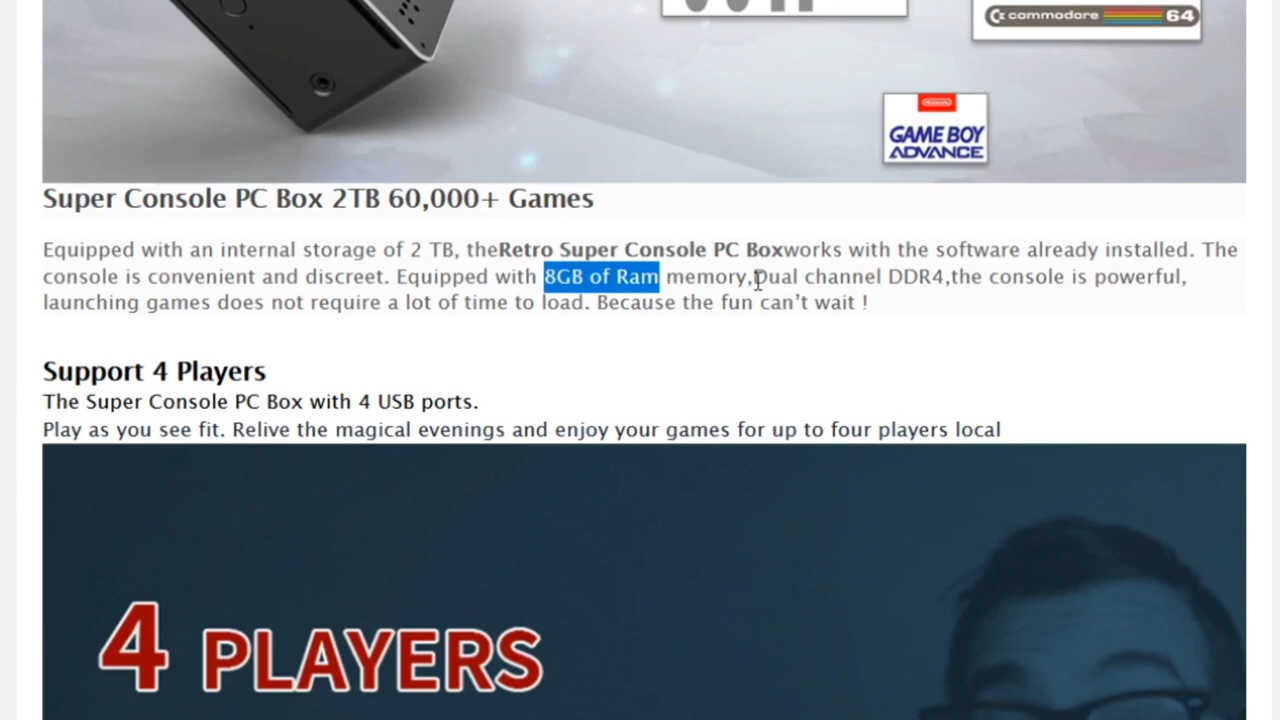 commodore 64
Nintendo
GAME BOY
ADVANCE
Super Console PC Box 2TB 60,000+ Games
Equipped with an internal storage of 2 TB, theRetro Super Console PC Boxworks with the software already installed. The
console is convenient and discreet. Equipped with 8GB of Ram memory,Dual channel DDR4,the console is powerful,
launching games does not require a lot of time to load. Because the fun can’t wait !
Support 4 Players
The Super Console PC Box with 4 USB ports.
Play as you see fit. Relive the magical evenings and enjoy your games for up to four players local
4 PLAYERS